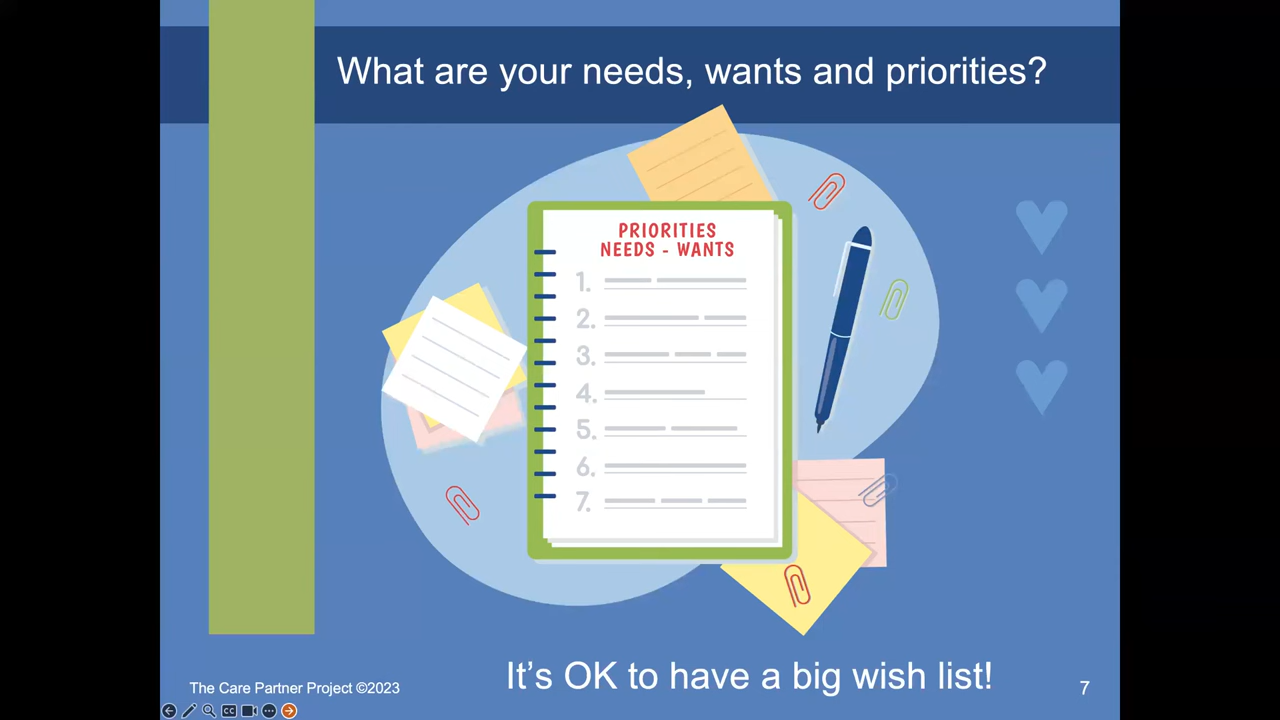 What are your needs, wants and priorities?
PRIORITIES
NEEDS - WANTS
1.
2.
3.
4.
5.
6.
7.
It's OK to have a big wish list!
The Care Partner Project ©2023
7
CC